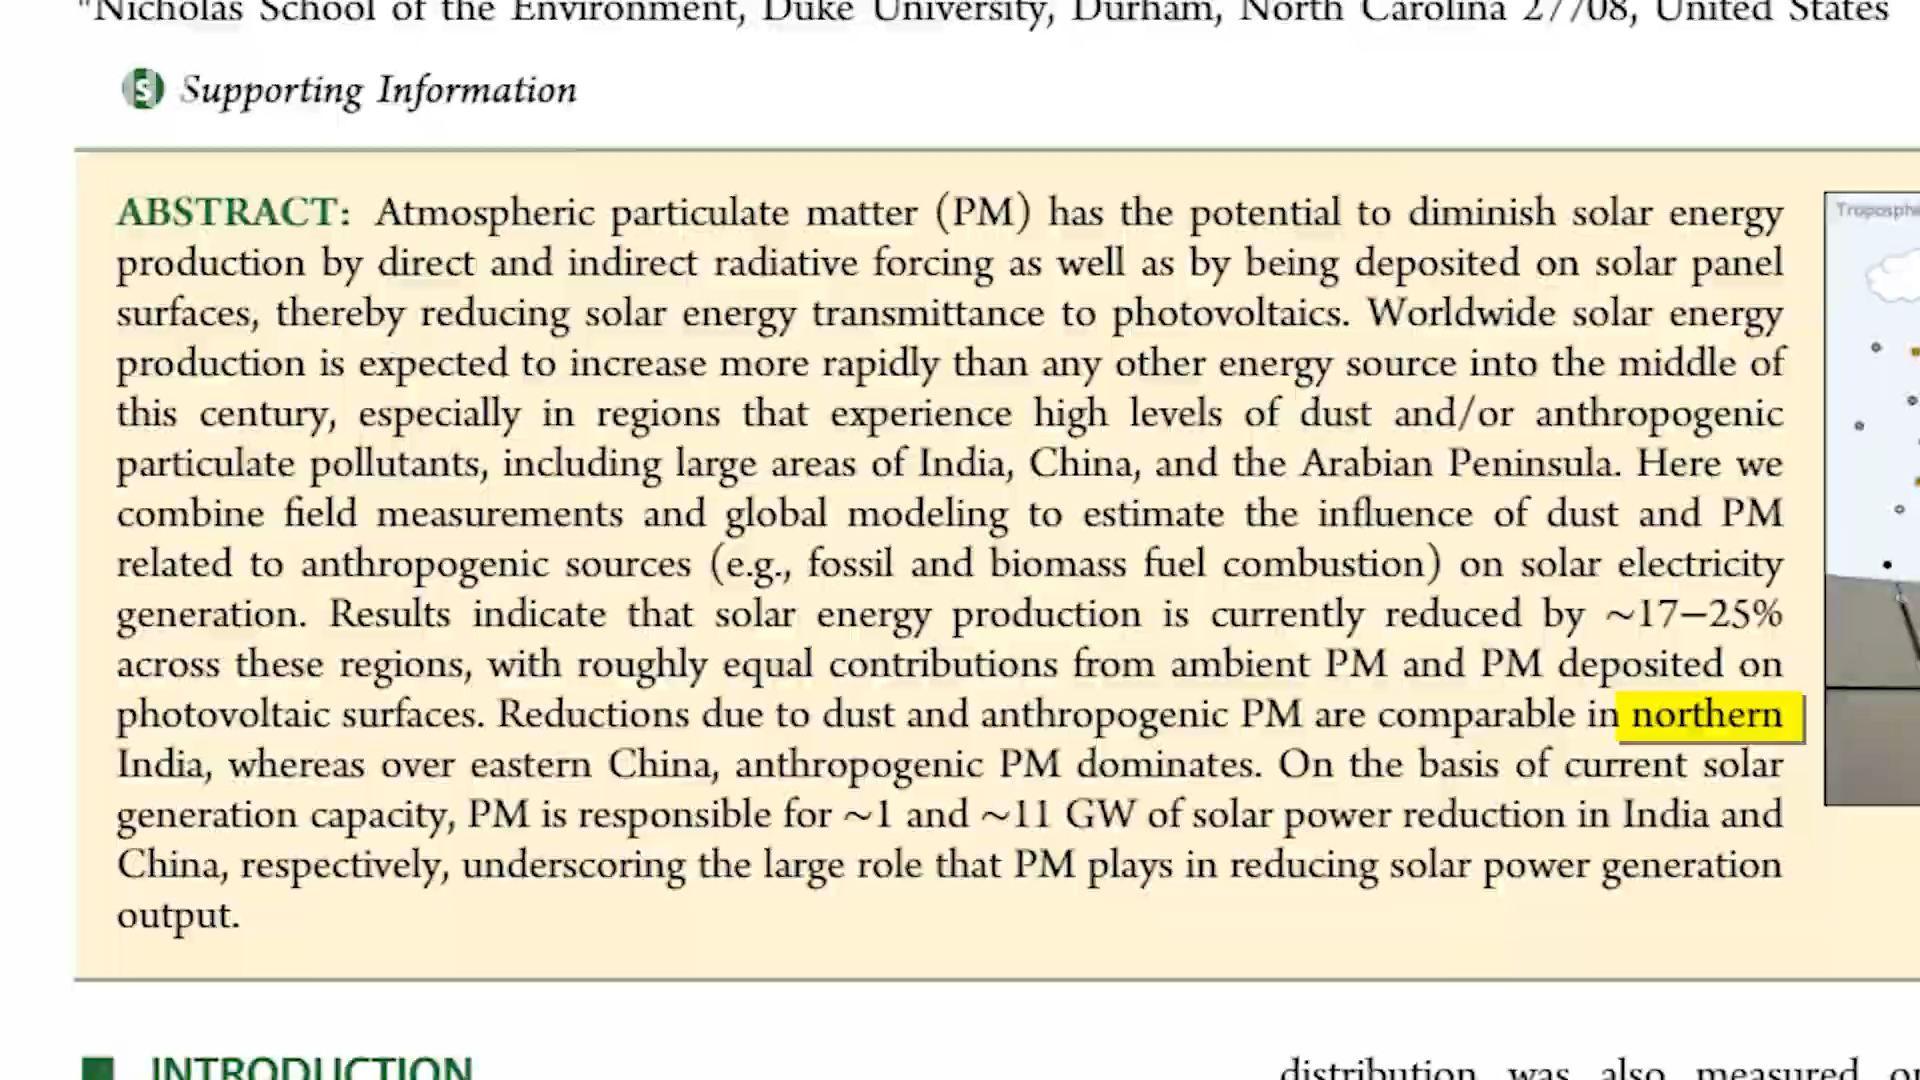 Nicholas School of the Environment, Duke University, Durham, North Carolina 27708, United States
S Supporting Information
ABSTRACT: Atmospheric particulate matter (PM) has the potential to diminish solar energy
production by direct and indirect radiative forcing as well as by being deposited on solar panel
surfaces, thereby reducing solar energy transmittance to photovoltaics. Worldwide solar energy
production is expected to increase more rapidly than any other energy source into the middle of
this century, especially in regions that experience high levels of dust and/or anthropogenic
particulate pollutants, including large areas of India, China, and the Arabian Peninsula. Here we
combine field measurements and global modeling to estimate the influence of dust and PM
related to anthropogenic sources (e.g., fossil and biomass fuel combustion) on solar electricity
generation. Results indicate that solar energy production is currently reduced by ~17–25%
across these regions, with roughly equal contributions from ambient PM and PM deposited on
photovoltaic surfaces. Reductions due to dust and anthropogenic PM are comparable in northern
India, whereas over eastern China, anthropogenic PM dominates. On the basis of current solar
generation capacity, PM is responsible for ~1 and ~11 GW of solar power reduction in India and
China, respectively, underscoring the large role that PM plays in reducing solar power generation
output.
INTRODUCTION
distribution was also measured